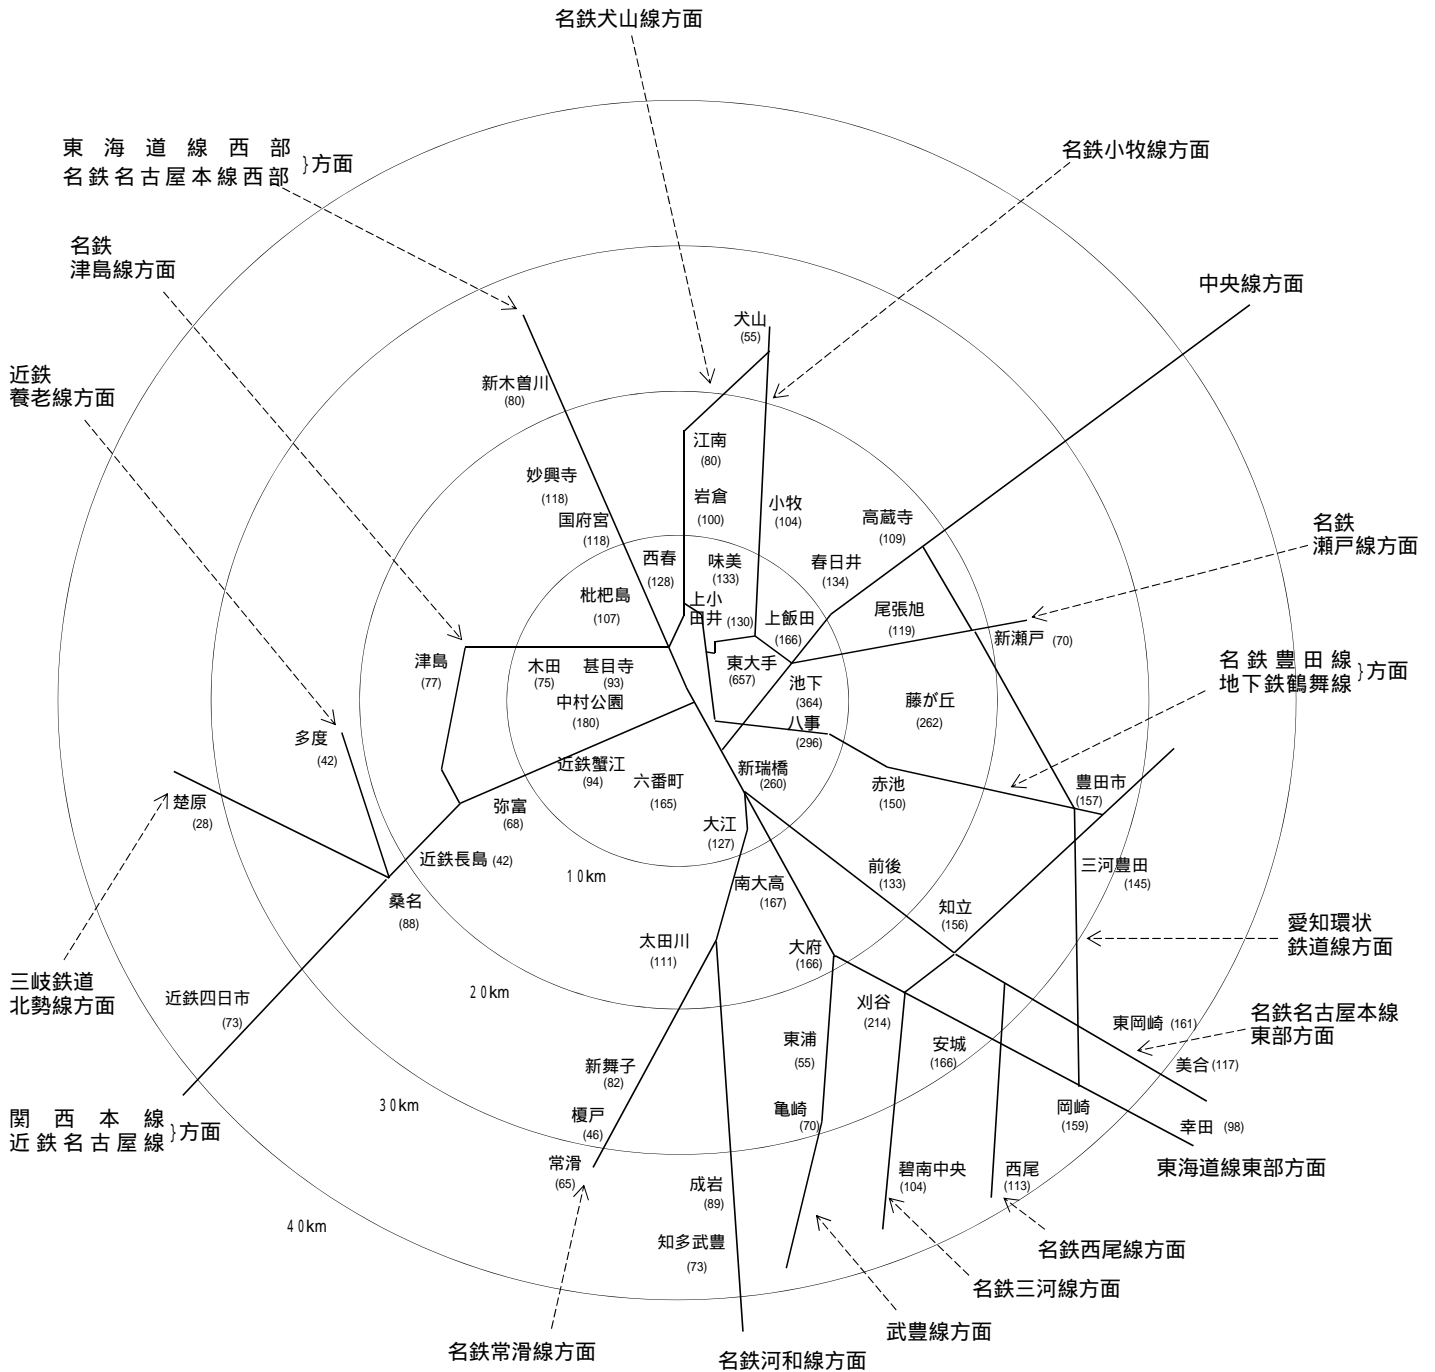 名鉄犬山線方面
東海道線西部
名鉄名古屋本線西部
}方面
名鉄小牧線方面
名鉄
津島線方面
中央線方面
犬山
(55)
近鉄
養老線方面
新木曽川
(80)
江南
(80)
妙興寺
(118)
岩倉
(100)
小牧
(104)
高蔵寺
(109)
国府宮
(118)
名鉄
瀬戸線方面
西春
(128)
味美
(133)
春日井
(134)
枇杷島
(107)
上小
田井 (130)
上飯田
(166)
尾張旭
(119)
新瀬戸 (70)
津島
(77)
木田
(75)
甚目寺
(93)
東大手
(657)
名鉄豊田線
地下鉄鶴舞線
}方面
中村公園
(180)
池下
(364)
藤が丘
(262)
八事
(296)
多度
(42)
近鉄蟹江
(94)
六番町
(165)
新瑞橋
(260)
赤池
(150)
豊田市
(157)
楚原
(28)
弥富
(68)
大江
(127)
近鉄長島 (42)
10km
前後
(133)
三河豊田
(145)
桑名
(88)
南大高
(167)
知立
(156)
愛知環状
鉄道線方面
太田川
(111)
大府
(166)
三岐鉄道
北勢線方面
近鉄四日市
(73)
20km
刈谷
(214)
東岡崎 (161)
名鉄名古屋本線
東部方面
東浦
(55)
安城
(166)
新舞子
(82)
美合 (117)
30km
榎戸
(46)
亀崎
(70)
岡崎
(159)
幸田 (98)
関西本線
近鉄名古屋線
}方面
常滑
(65)
成岩
(89)
碧南中央
(104)
西尾
(113)
東海道線東部方面
40km
知多武豊
(73)
名鉄西尾線方面
名鉄三河線方面
武豊線方面
名鉄常滑線方面
名鉄河和線方面